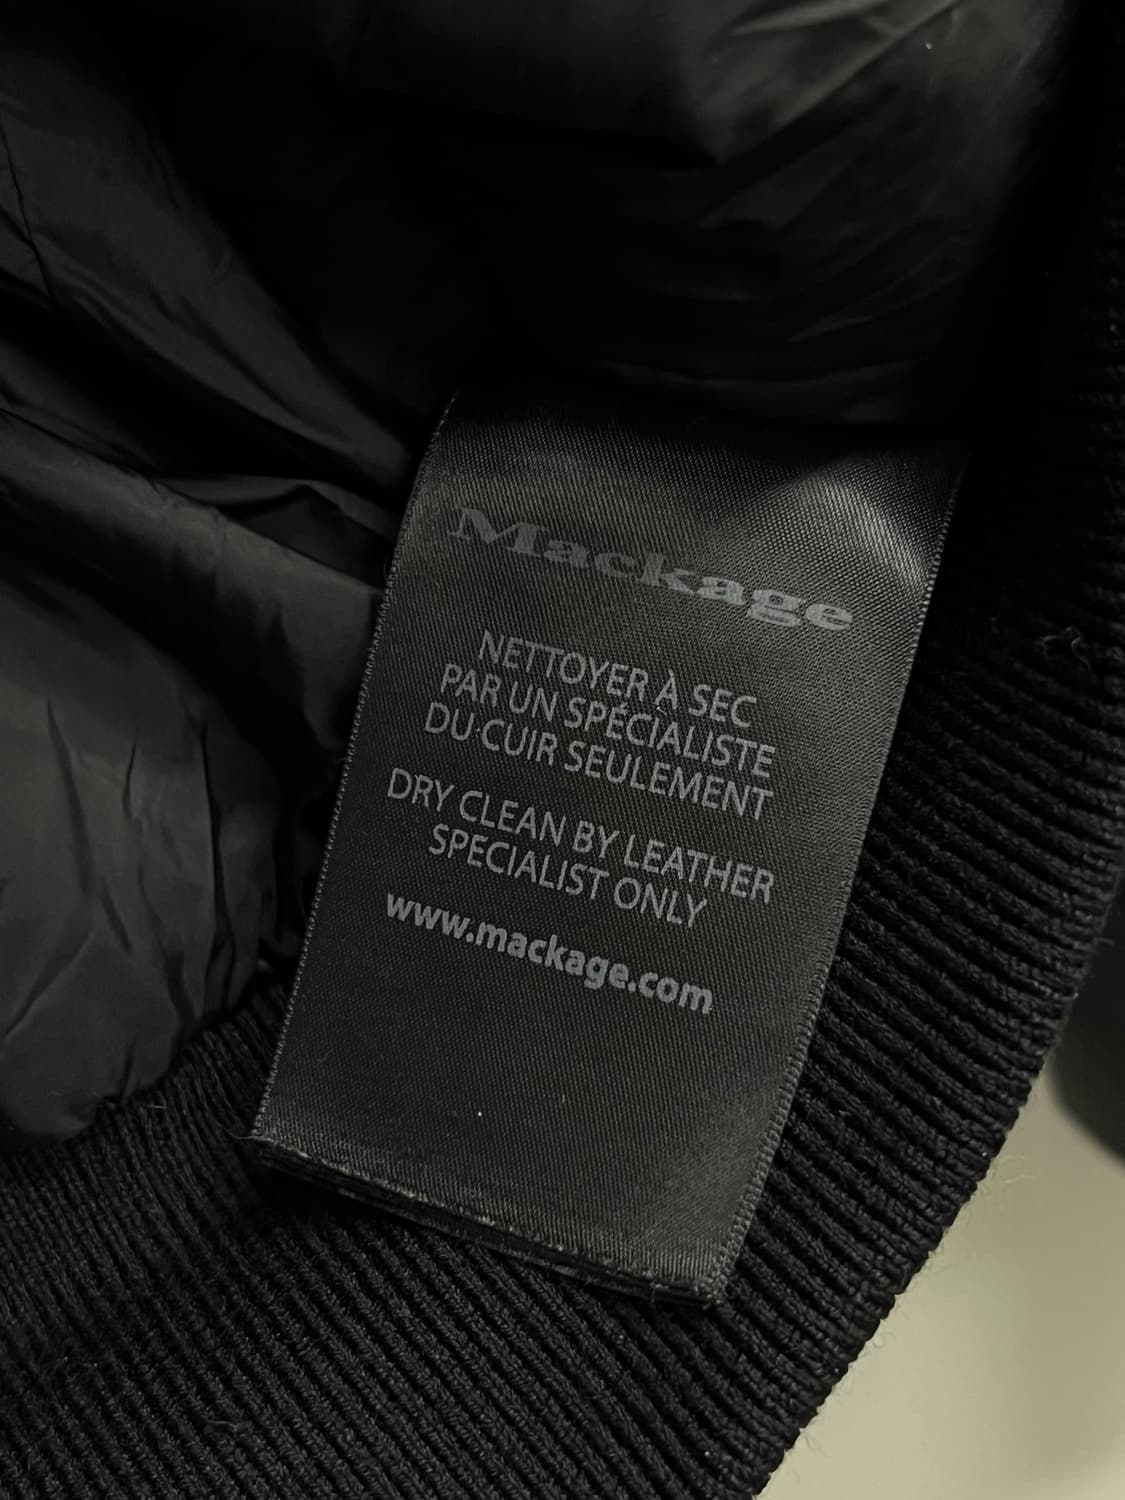 Mackage
NETTOYER À SEC
PAR UN SPÉCIALISTE
DU CUIR SEULEMENT
DRY CLEAN BY LEATHER
SPECIALIST ONLY
www.mackage.com